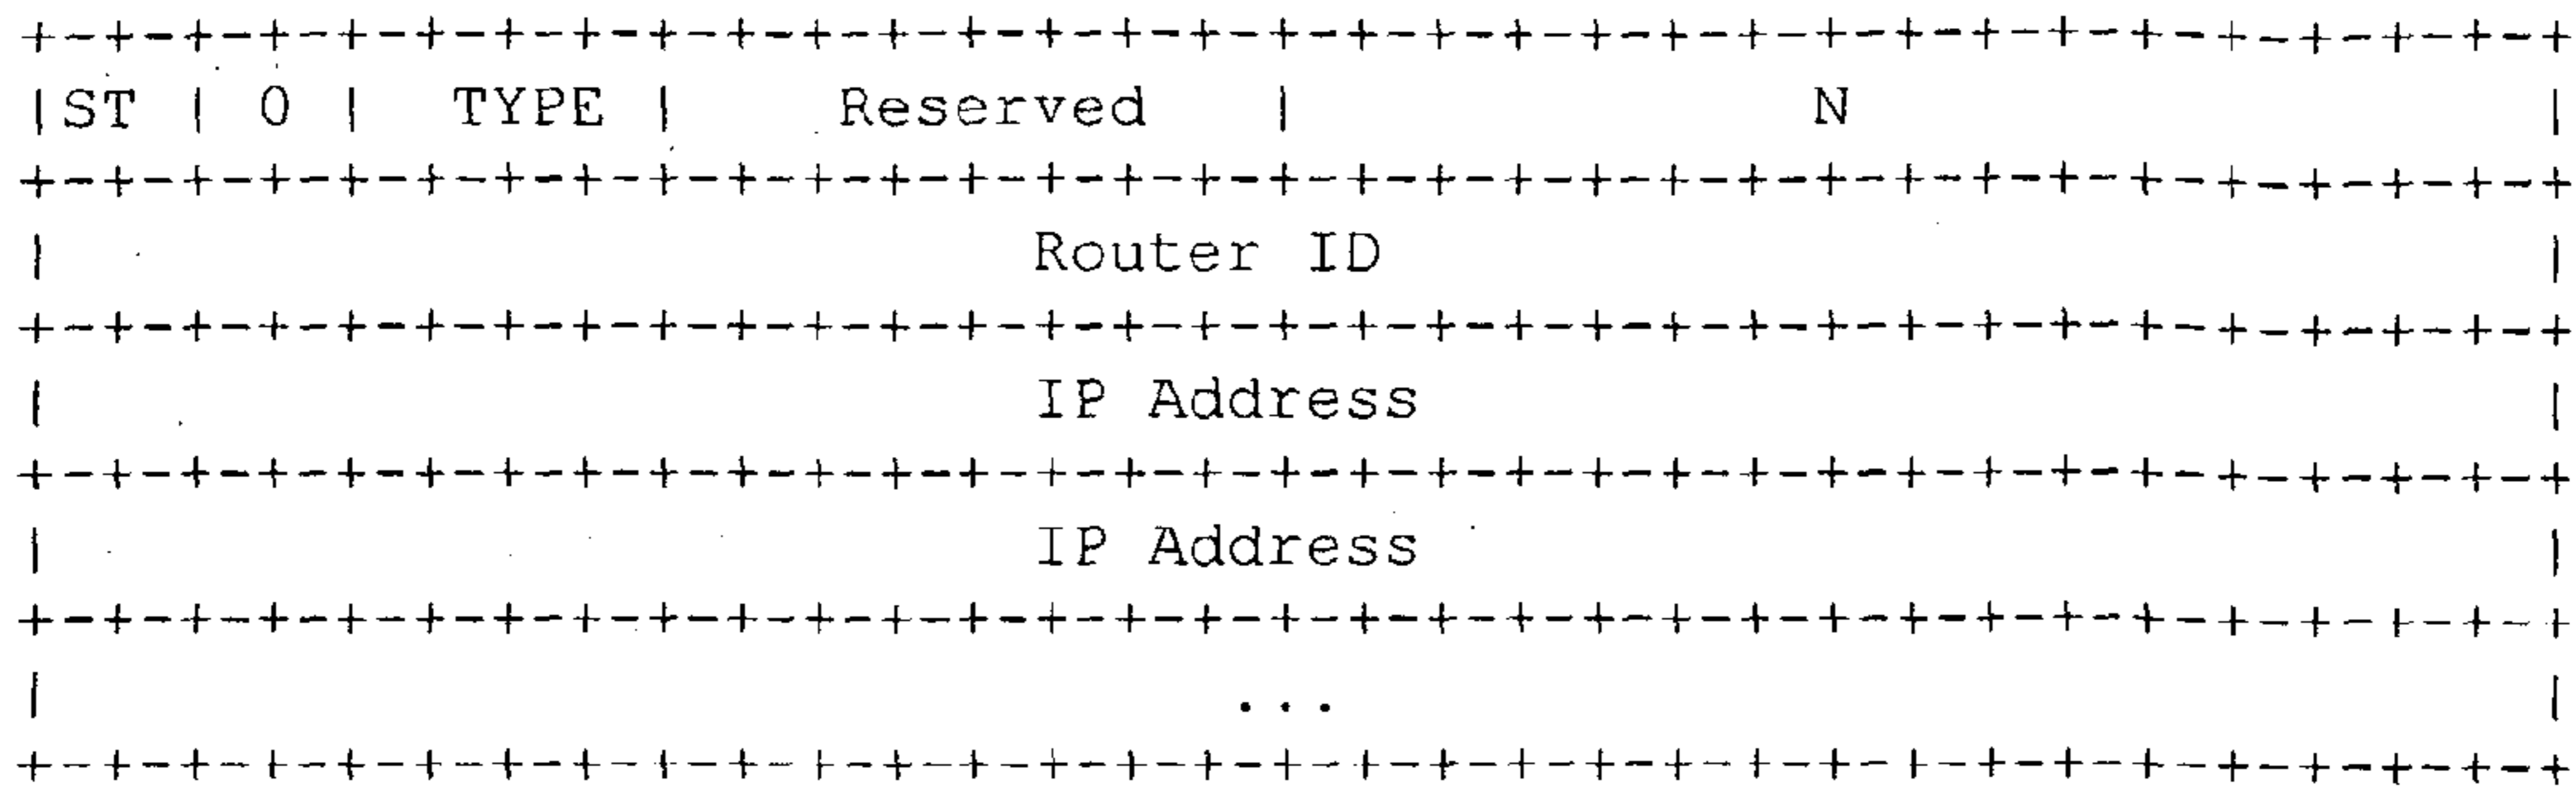 +-+-+-+-+-+-+-+-+-+-+-+-+-+-+-+-+-+-+-+-+-+-+-+-+-+-+-+-+-+-+-+-+
|ST | 0 |  TYPE |    Reserved   |               N               |
+-+-+-+-+-+-+-+-+-+-+-+-+-+-+-+-+-+-+-+-+-+-+-+-+-+-+-+-+-+-+-+-+
|                         Router ID                             |
+-+-+-+-+-+-+-+-+-+-+-+-+-+-+-+-+-+-+-+-+-+-+-+-+-+-+-+-+-+-+-+-+
|                         IP Address                            |
+-+-+-+-+-+-+-+-+-+-+-+-+-+-+-+-+-+-+-+-+-+-+-+-+-+-+-+-+-+-+-+-+
|                         IP Address                            |
+-+-+-+-+-+-+-+-+-+-+-+-+-+-+-+-+-+-+-+-+-+-+-+-+-+-+-+-+-+-+-+-+
|                              ...                              |
+-+-+-+-+-+-+-+-+-+-+-+-+-+-+-+-+-+-+-+-+-+-+-+-+-+-+-+-+-+-+-+-+